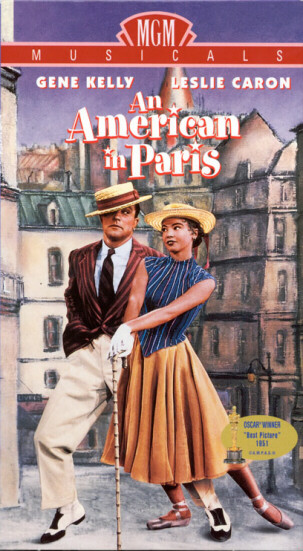 MGM
MUSICALS
GENE KELLY LESLIE CARON
An
American
in Paris
OSCAR® WINNER
"Best Picture"
1951